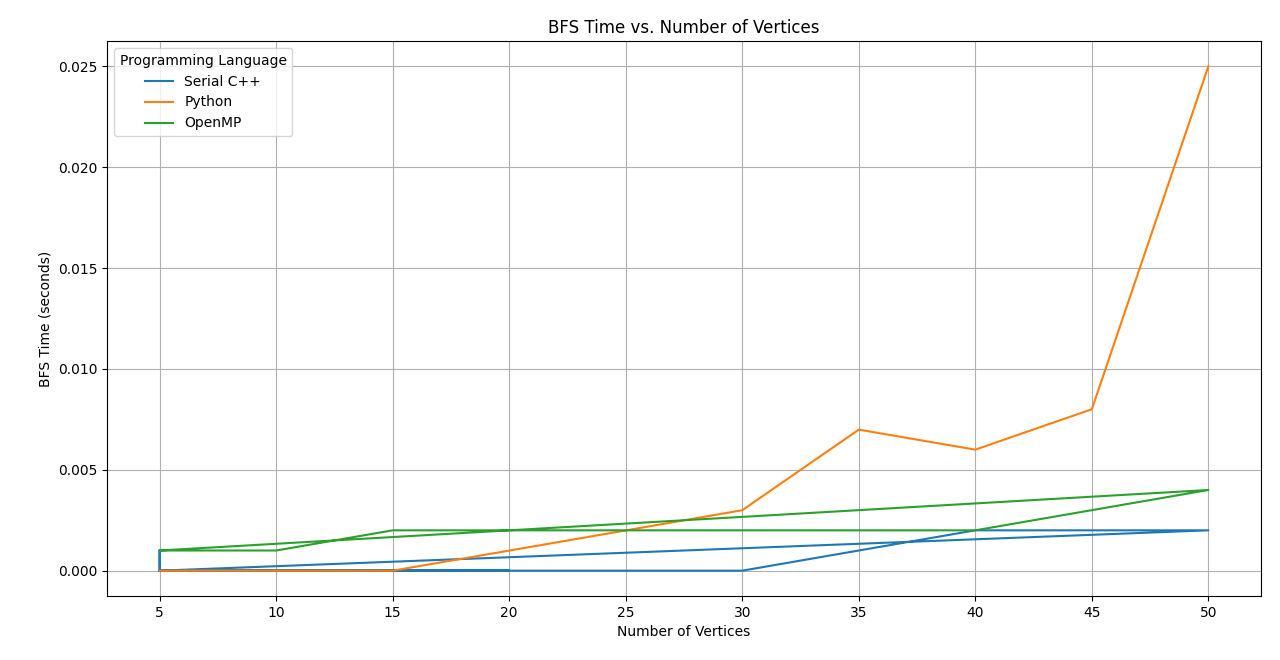 BFS Time vs. Number of Vertices
Programming Language
Serial C++
Python
OpenMP
BFS Time (seconds)
0.025
0.020
0.015
0.010
0.005
0.000
5 10 15 20 25 30 35 40 45 50
Number of Vertices